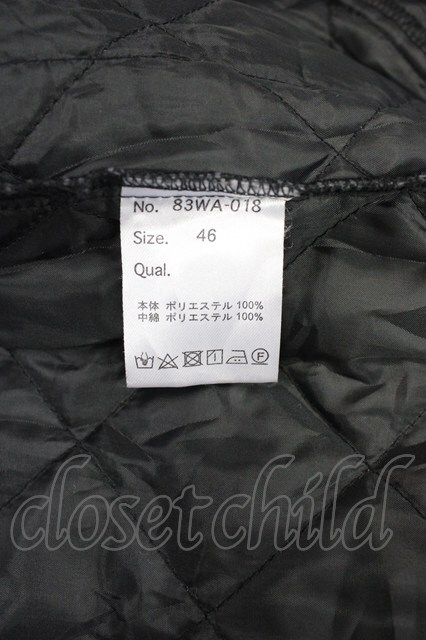 No. 83WA-018
Size. 46
Qual.
本体 ポリエステル 100%
中綿 ポリエステル 100%
closet child